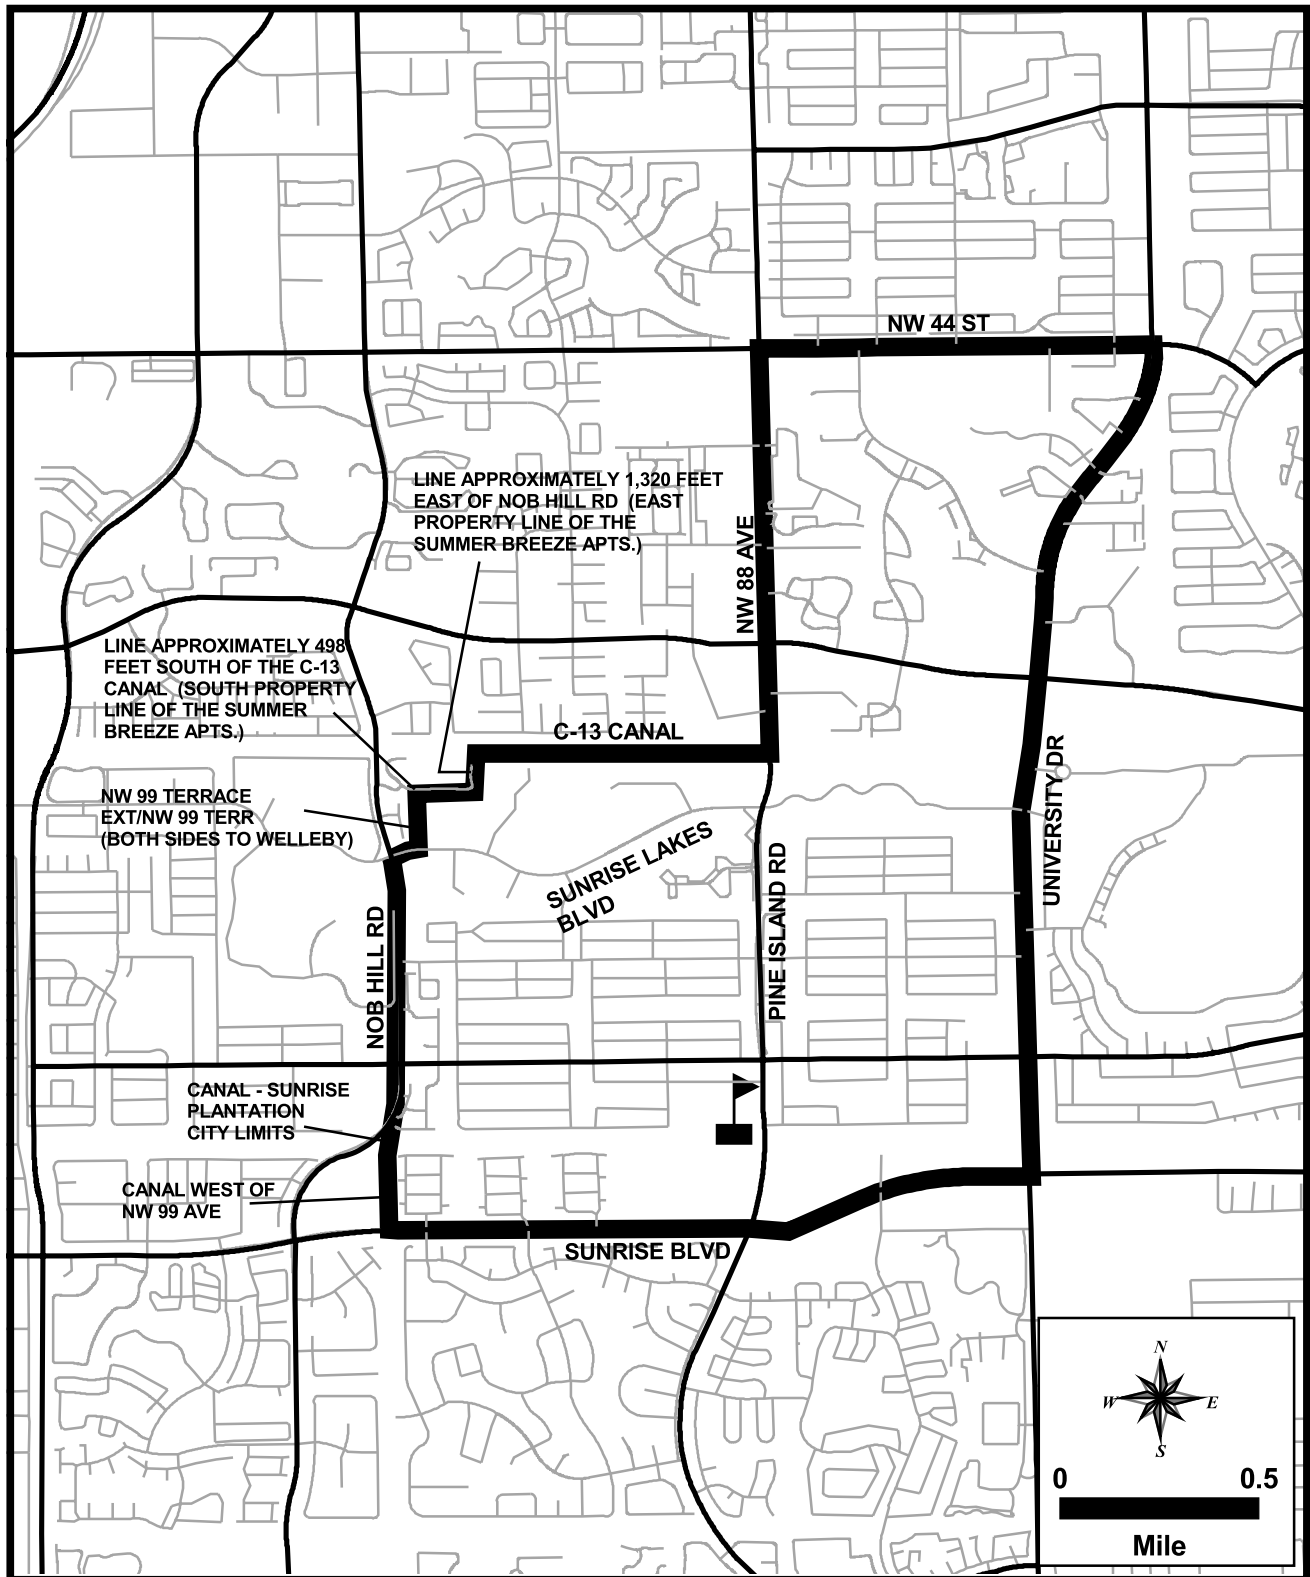 NW 44 ST
LINE APPROXIMATELY 1,320 FEET
EAST OF NOB HILL RD (EAST
PROPERTY LINE OF THE
SUMMER BREEZE APTS.)
NW 88 AVE
LINE APPROXIMATELY 498
FEET SOUTH OF THE C-13
CANAL (SOUTH PROPERTY
LINE OF THE SUMMER
BREEZE APTS.)
C-13 CANAL
NW 99 TERRACE
EXT/NW 99 TERR
(BOTH SIDES TO WELLEBY)
UNIVERSITY DR
SUNRISE LAKES
BLVD
PINE ISLAND RD
NOB HILL RD
CANAL - SUNRISE
PLANTATION
CITY LIMITS
CANAL WEST OF
NW 99 AVE
SUNRISE BLVD
N
W E
S
0 0.5
Mile